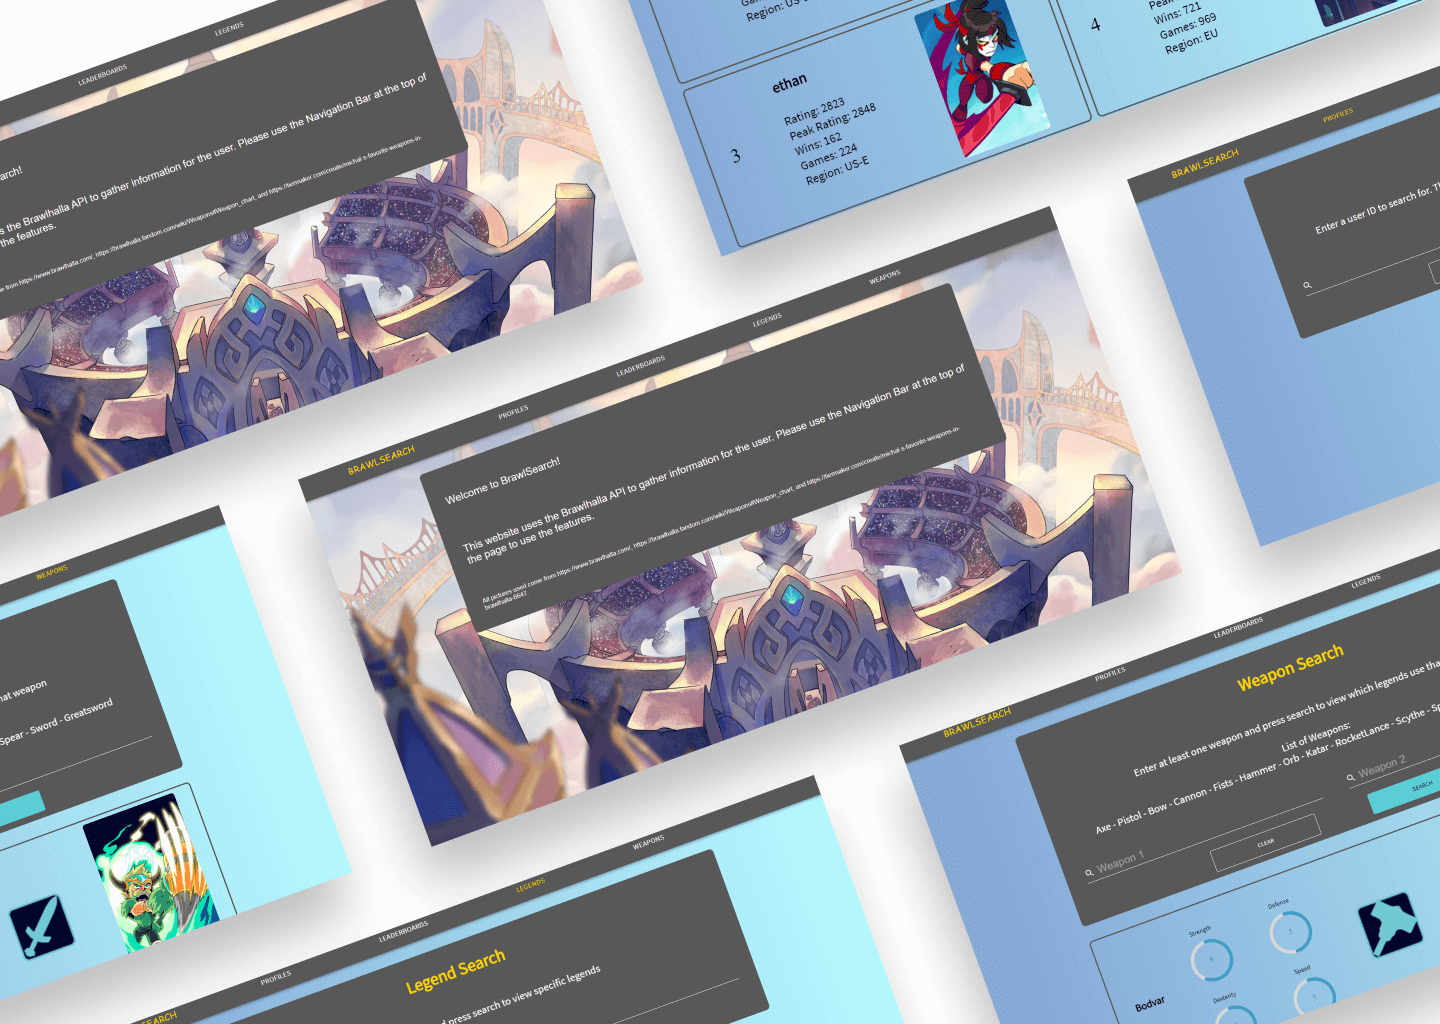 LEADERBOARDS
LEGENDS
arch!
s the Brawlhalla API to gather information for the user. Please use the Navigation Bar at the top of
the features.
e from https://www.brawlhalla.com/, https://brawlhalla.fandom.com/wiki/Weapons#Weapon_chart, and https://tiermaker.com/create/michal-s-favorite-weapons-in-
Region: US-E
3
ethan
Rating: 2823
Peak Rating: 2848
Wins: 162
Games: 224
Region: US-E
4
Wins: 721
Games: 969
Region: EU
BRAWLSEARCH
PROFILES
Enter a user ID to search for. Th
BRAWLSEARCH
PROFILES
LEADERBOARDS
LEGENDS
WEAPONS
Welcome to BrawlSearch!
This website uses the Brawlhalla API to gather information for the user. Please use the Navigation Bar at the top of
the page to use the features.
All pictures used come from https://www.brawlhalla.com/, https://brawlhalla.fandom.com/wiki/Weapons#Weapon_chart, and https://tiermaker.com/create/michal-s-favorite-weapons-in-
brawlhalla-6647.
WEAPONS
hat weapon
Spear - Sword - Greatsword
SEARCH
PROFILES
LEADERBOARDS
LEGENDS
WEAPONS
Legend Search
d press search to view specific legends
BRAWLSEARCH
PROFILES
LEADERBOARDS
LEGENDS
Weapon Search
Enter at least one weapon and press search to view which legends use tha
List of Weapons:
Axe - Pistol - Bow - Cannon - Fists - Hammer - Orb - Katar - RocketLance - Scythe - Sp
Weapon 1
Weapon 2
CLEAR
SEARCH
Bodvar
Strength
6
Defense
5
Dexterity
Speed
5